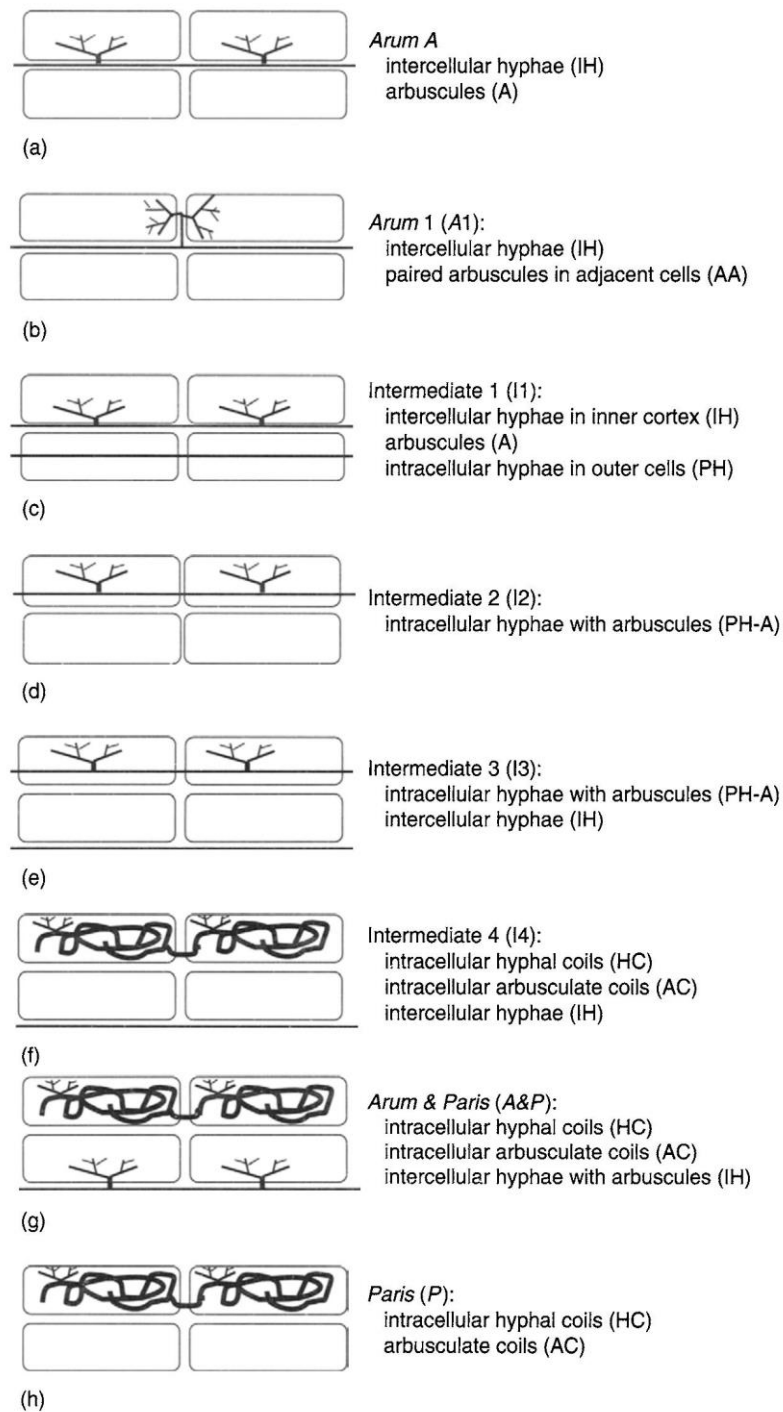 Arum A
intercellular hyphae (IH)
arbuscules (A)
(a)
Arum 1 (A1):
intercellular hyphae (IH)
paired arbuscules in adjacent cells (AA)
(b)
Intermediate 1 (I1):
intercellular hyphae in inner cortex (IH)
arbuscules (A)
intracellular hyphae in outer cells (PH)
(c)
Intermediate 2 (I2):
intracellular hyphae with arbuscules (PH-A)
(d)
Intermediate 3 (I3):
intracellular hyphae with arbuscules (PH-A)
intercellular hyphae (IH)
(e)
Intermediate 4 (I4):
intracellular hyphal coils (HC)
intracellular arbusculate coils (AC)
intercellular hyphae (IH)
(f)
Arum & Paris (A&P):
intracellular hyphal coils (HC)
intracellular arbusculate coils (AC)
intercellular hyphae with arbuscules (IH)
(g)
Paris (P):
intracellular hyphal coils (HC)
arbusculate coils (AC)
(h)